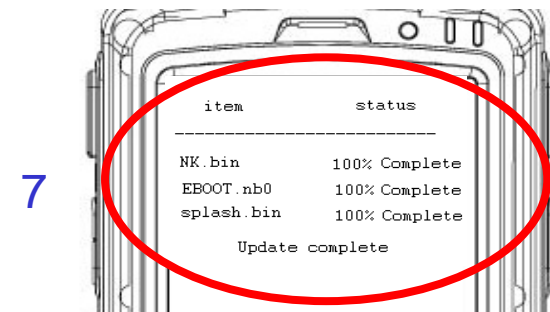 7
item status
--------------------------
NK.bin 100% Complete
EBOOT.nb0 100% Complete
splash.bin 100% Complete
Update complete